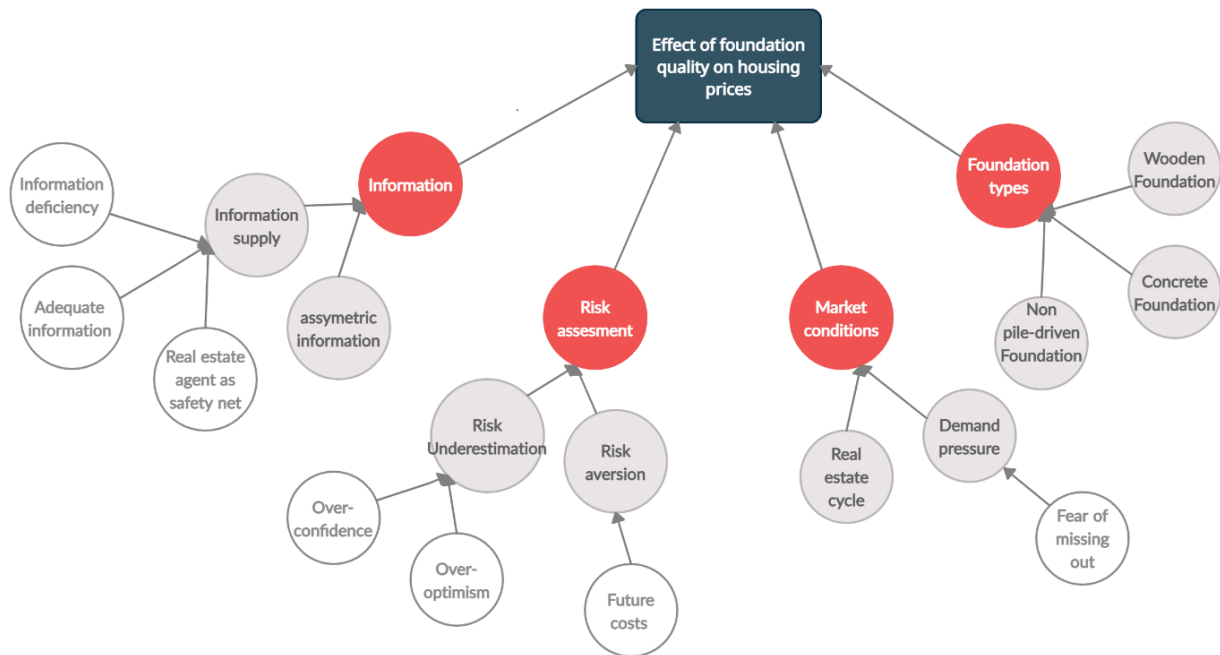 Effect of foundation
quality on housing
prices
Information
Foundation
types
Wooden
Foundation
Information
deficiency
Information
supply
Concrete
Foundation
Adequate
information
assymetric
information
Risk
assesment
Market
conditions
Non
pile-driven
Foundation
Real estate
agent as
safety net
Risk
Underestimation
Risk
aversion
Real
estate
cycle
Demand
pressure
Over-
confidence
Over-
optimism
Future
costs
Fear of
missing
out